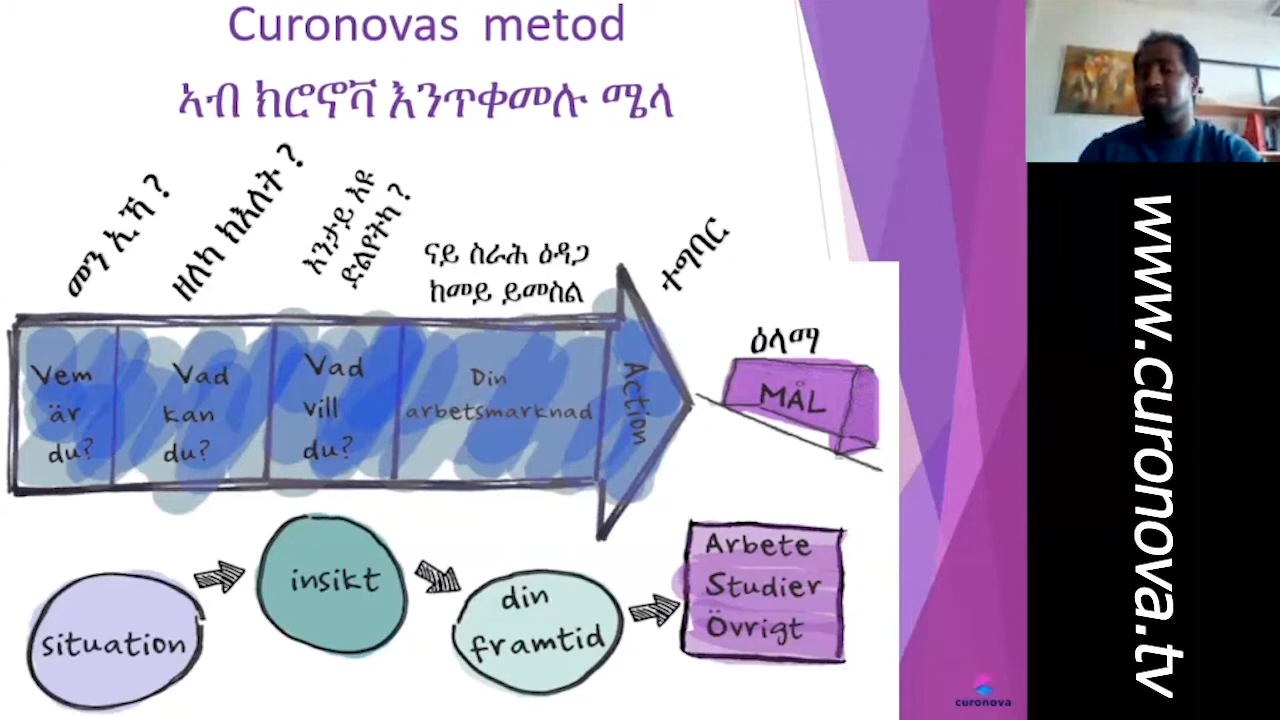 Curonovas metod
ኣብ ክሮኖቫ እንጥቀመሉ ሜላ
መን ኢኻ ?
ዘለካ ክእለት ?
እንታይ እዩ
ድልየትካ ?
ናይ ስራሕ ዕዳጋ
ከመይ ይመስል
ተግባር
ዕላማ
Vem
är
du?
Vad
kan
du?
Vad
vill
du?
Din
arbetsmarknad
Action
MÅL
situation
insikt
din
framtid
Arbete
Studier
Övrigt
curonova
www.curonova.tv